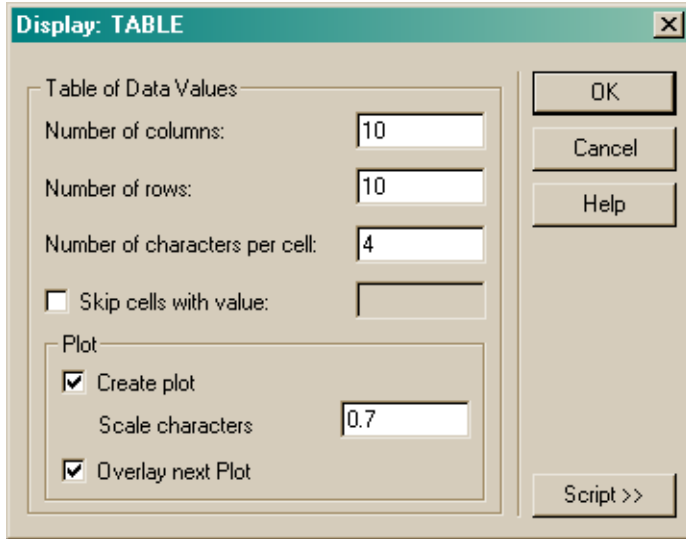 Display: TABLE
Table of Data Values
Number of columns: 10
Number of rows: 10
Number of characters per cell: 4
Skip cells with value:
Plot
Create plot
Scale characters 0.7
Overlay next Plot
OK
Cancel
Help
Script >>